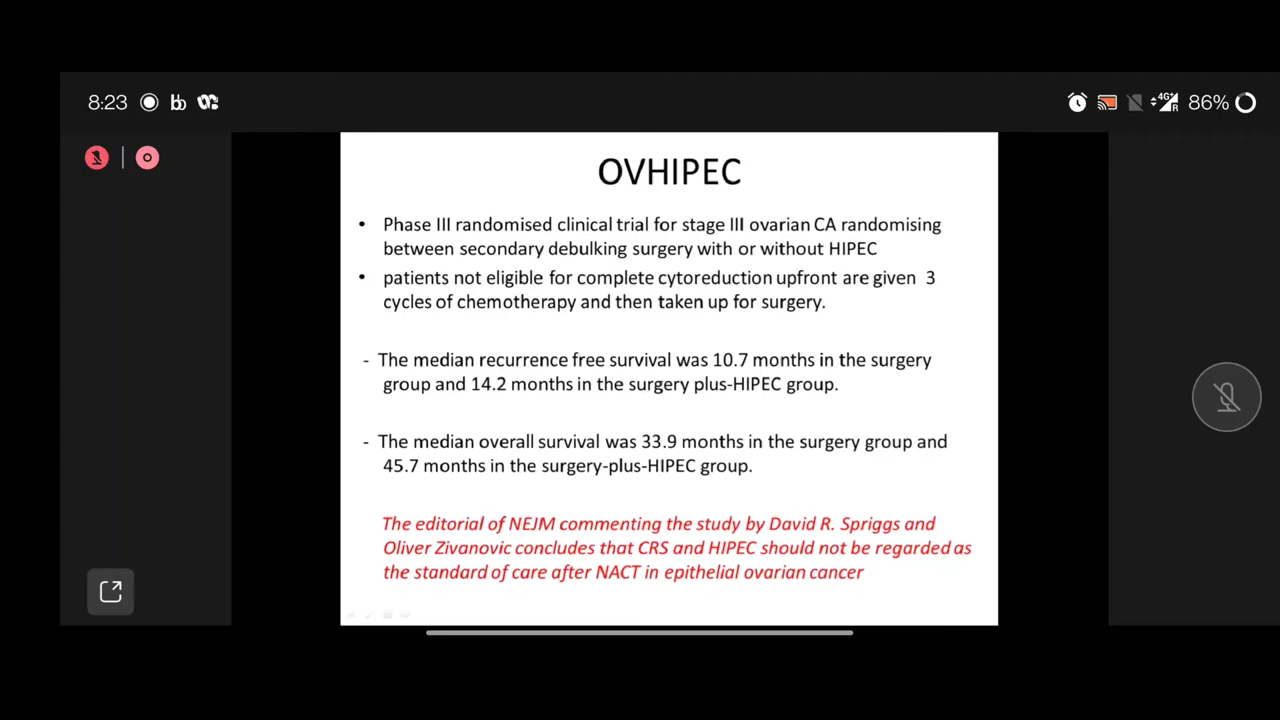 8:23
4G+
R
86%
OVHIPEC
• Phase III randomised clinical trial for stage III ovarian CA randomising
between secondary debulking surgery with or without HIPEC
• patients not eligible for complete cytoreduction upfront are given 3
cycles of chemotherapy and then taken up for surgery.
- The median recurrence free survival was 10.7 months in the surgery
group and 14.2 months in the surgery plus-HIPEC group.
- The median overall survival was 33.9 months in the surgery group and
45.7 months in the surgery-plus-HIPEC group.
The editorial of NEJM commenting the study by David R. Spriggs and
Oliver Zivanovic concludes that CRS and HIPEC should not be regarded as
the standard of care after NACT in epithelial ovarian cancer